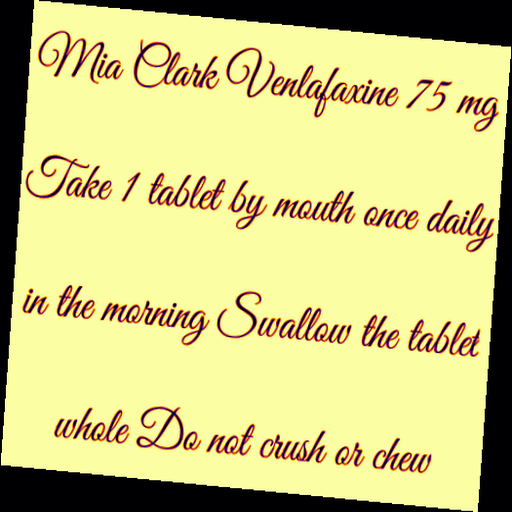 Mia Clark Venlafaxine 75 mg
Take 1 tablet by mouth once daily
in the morning Swallow the tablet
whole Do not crush or chew